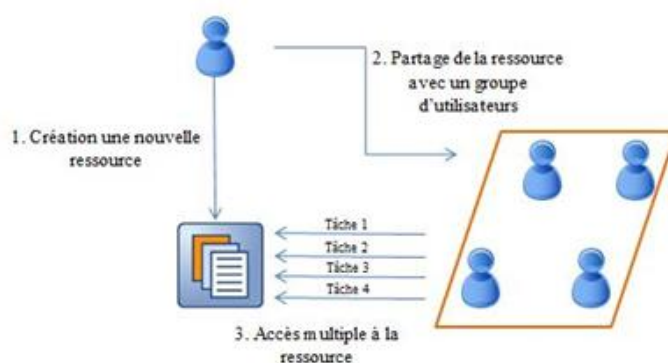 1. Création une nouvelle
ressource
2. Partage de la ressource
avec un groupe
d'utilisateurs
Tâche 1
Tâche 2
Tâche 3
Tâche 4
3. Accès multiple à la
ressource